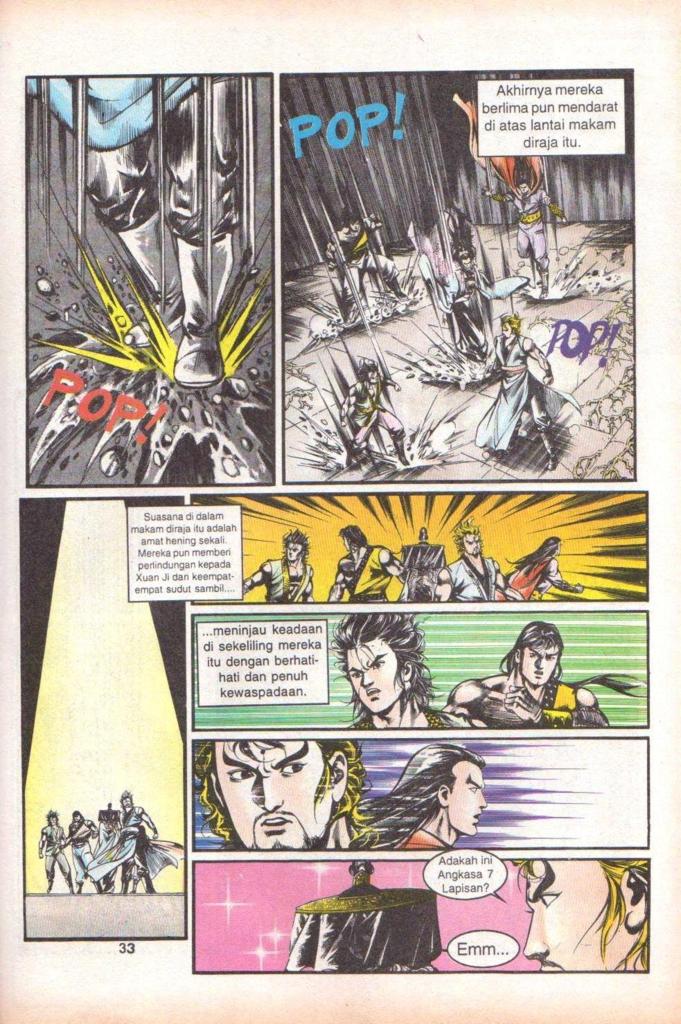 POP!
POP!
Akhirnya mereka
berlima pun mendarat
di atas lantai makam
diraja itu.
POP!
Suasana di dalam
makam diraja itu adalah
amat hening sekali.
Mereka pun memberi
perlindungan kepada
Xuan Ji dari keempat-
empat sudut sambil....
...meninjau keadaan
di sekeliling mereka
itu dengan berhati-
hati dan penuh
kewaspadaan.
Adakah ini
Angkasa 7
Lapisan?
Emm...
33